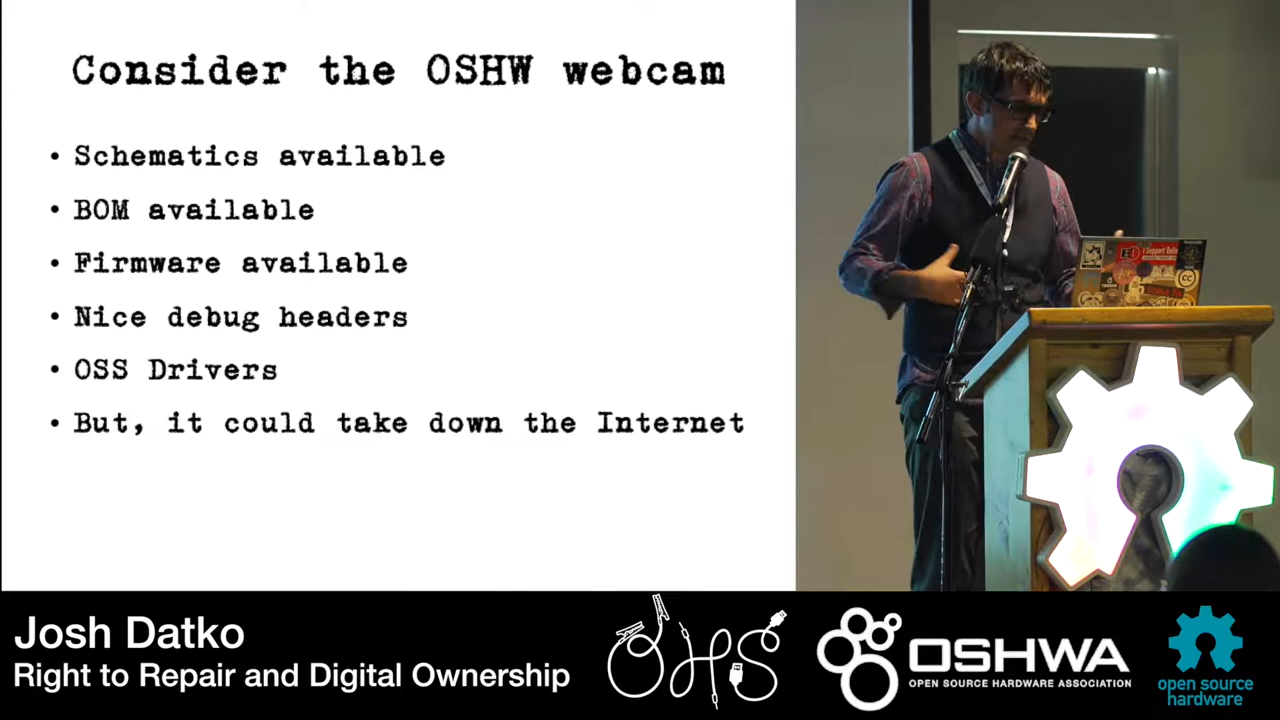 Consider the OSHW webcam
• Schematics available
• BOM available
• Firmware available
• Nice debug headers
• OSS Drivers
• But, it could take down the Internet
Josh Datko
Right to Repair and Digital Ownership
OHS
OSHWA
OPEN SOURCE HARDWARE ASSOCIATION
open source
hardware
CC